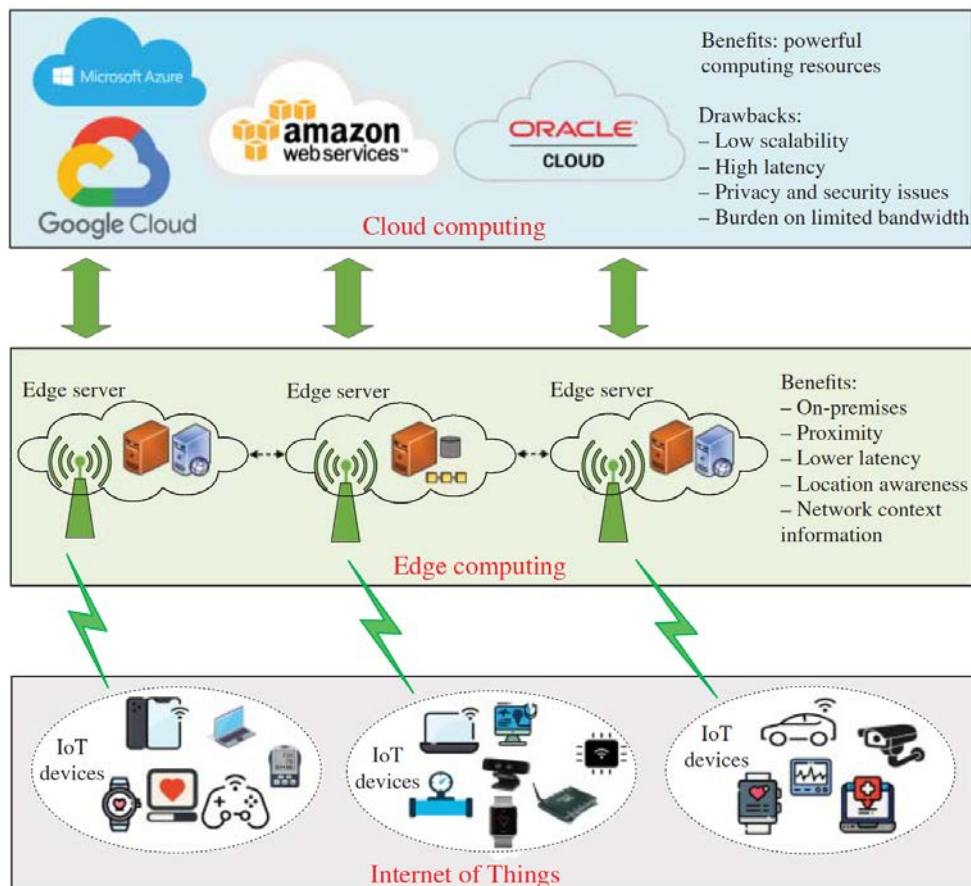 Microsoft Azure
Google Cloud
amazon
web services™
ORACLE®
CLOUD
Benefits: powerful
computing resources
Drawbacks:
– Low scalability
– High latency
– Privacy and security issues
– Burden on limited bandwidth
Cloud computing
Edge server
Edge server
Edge server
Benefits:
– On-premises
– Proximity
– Lower latency
– Location awareness
– Network context
information
Edge computing
IoT
devices
IoT
devices
IoT
devices
Internet of Things